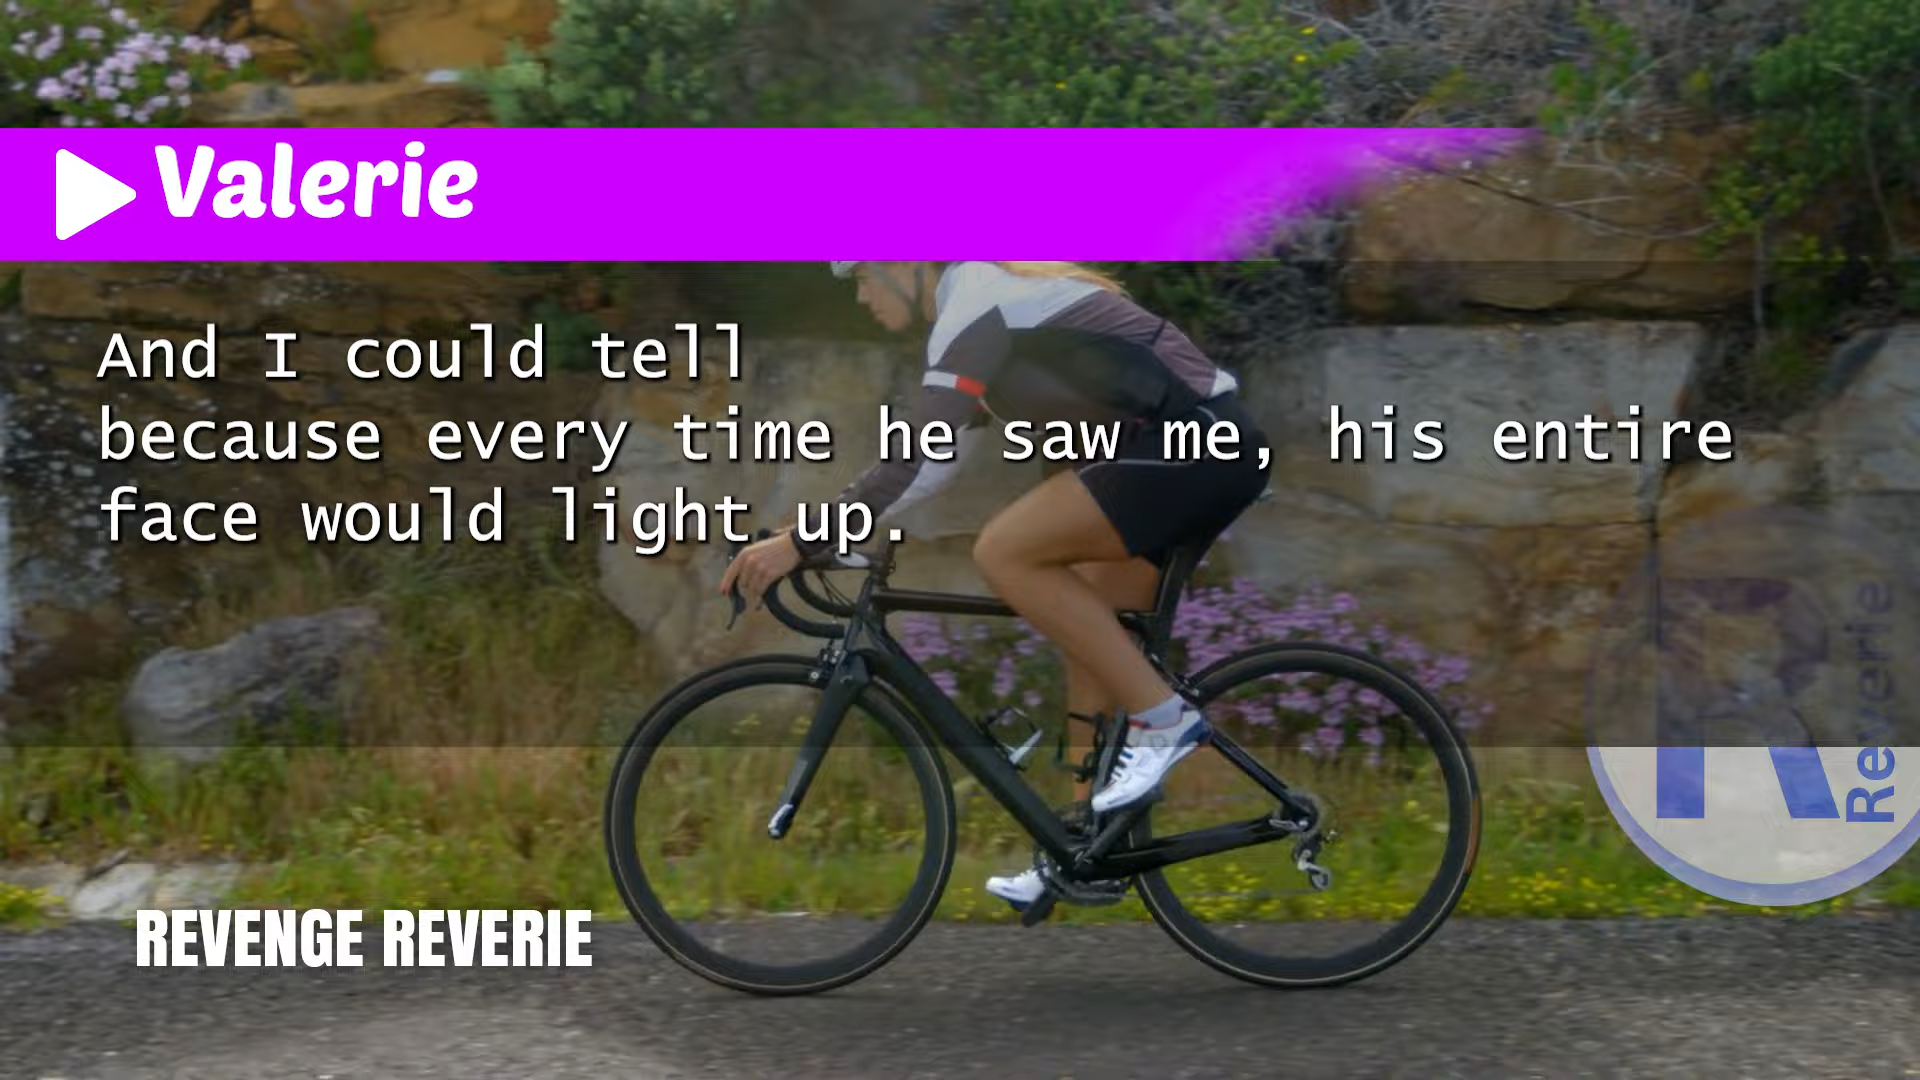 Valerie
And I could tell
because every time he saw me, his entire
face would light up.
R
Reverie
REVENGE REVERIE